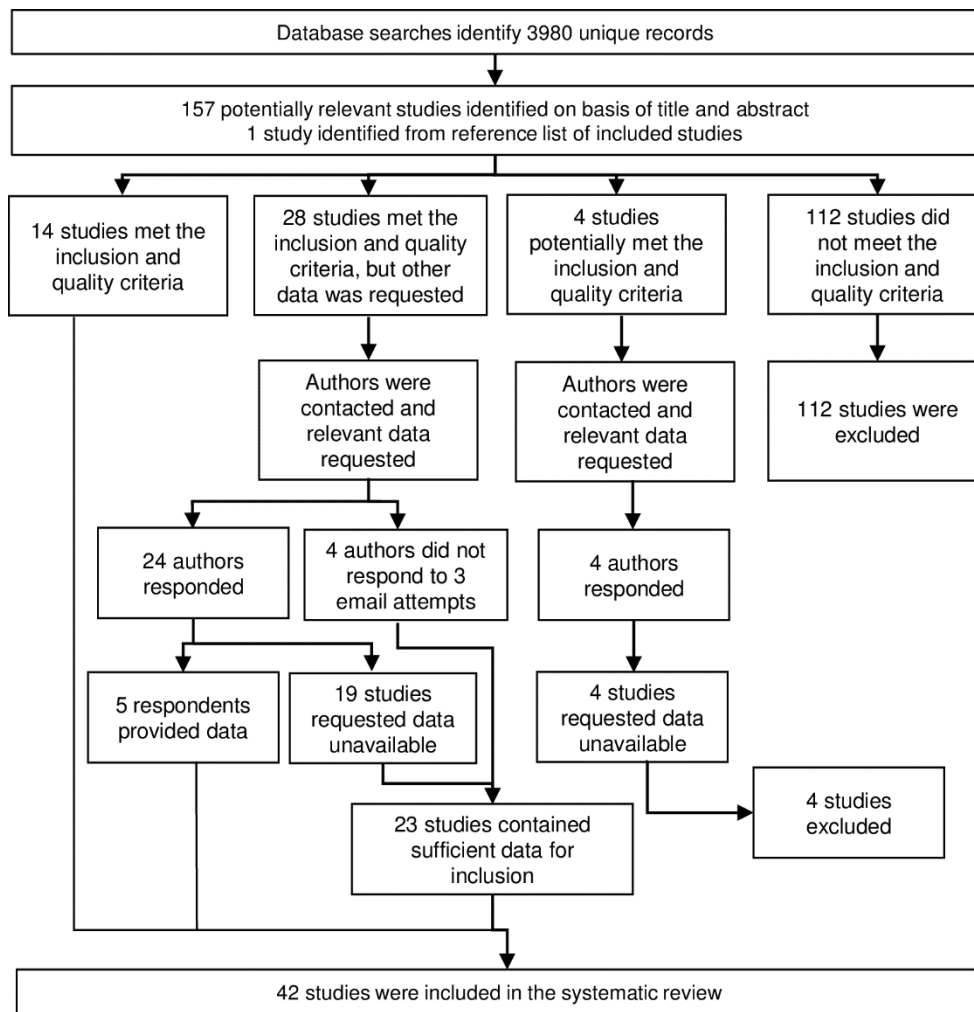 Database searches identify 3980 unique records
157 potentially relevant studies identified on basis of title and abstract
1 study identified from reference list of included studies
14 studies met the
inclusion and
quality criteria
28 studies met the
inclusion and quality
criteria, but other
data was requested
4 studies
potentially met the
inclusion and
quality criteria
112 studies did
not meet the
inclusion and
quality criteria
Authors were
contacted and
relevant data
requested
Authors were
contacted and
relevant data
requested
112 studies were
excluded
24 authors
responded
4 authors did not
respond to 3
email attempts
4 authors
responded
5 respondents
provided data
19 studies
requested data
unavailable
4 studies
requested data
unavailable
23 studies contained
sufficient data for
inclusion
4 studies
excluded
42 studies were included in the systematic review